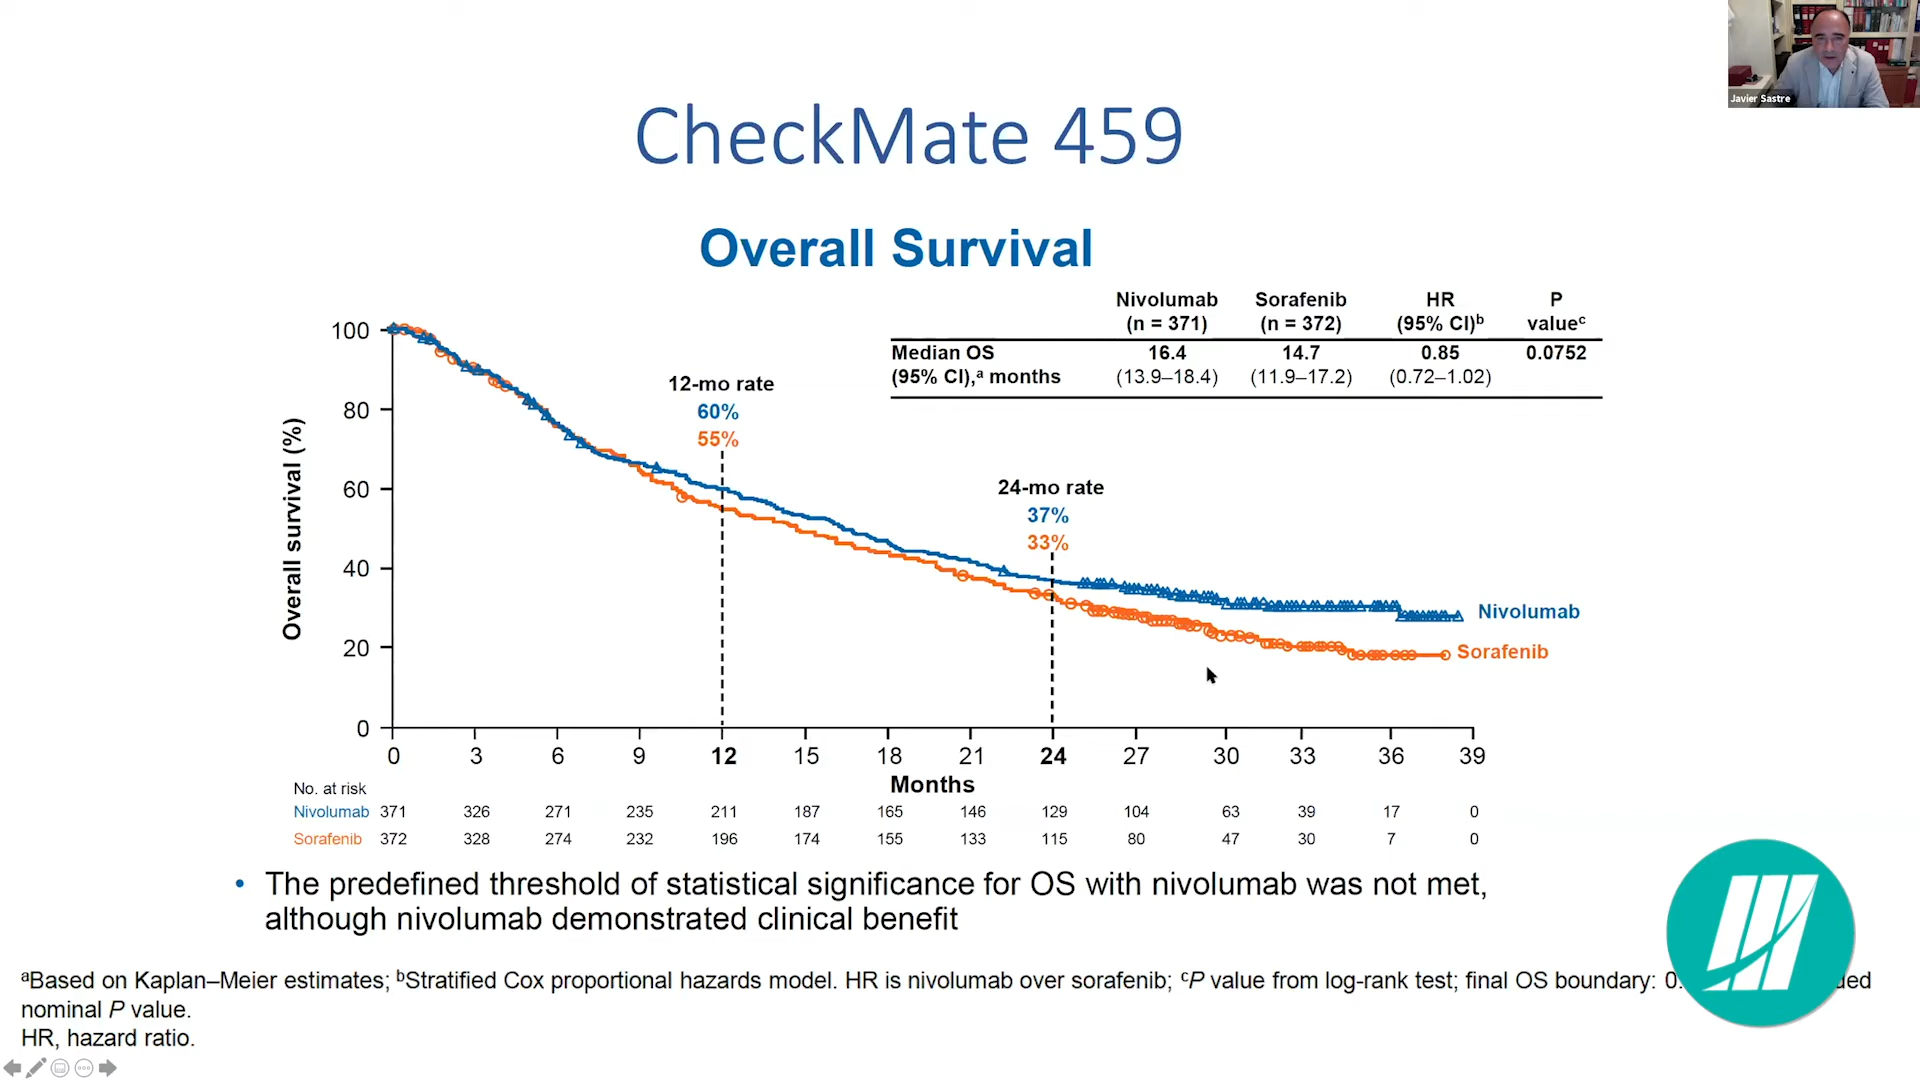 Javier Sastre
CheckMate 459
Overall Survival
Nivolumab Sorafenib HR P
(n = 371) (n = 372) (95% CI)ᵇ valueᶜ
Median OS 16.4 14.7 0.85 0.0752
(95% CI),ᵃ months (13.9–18.4) (11.9–17.2) (0.72–1.02)
Overall survival (%)
100
80
60
40
20
0
12-mo rate
60%
55%
24-mo rate
37%
33%
Nivolumab
Sorafenib
0 3 6 9 12 15 18 21 24 27 30 33 36 39
Months
No. at risk
Nivolumab 371 326 271 235 211 187 165 146 129 104 63 39 17 0
Sorafenib 372 328 274 232 196 174 155 133 115 80 47 30 7 0
• The predefined threshold of statistical significance for OS with nivolumab was not met,
although nivolumab demonstrated clinical benefit
ᵃBased on Kaplan–Meier estimates; ᵇStratified Cox proportional hazards model. HR is nivolumab over sorafenib; ᶜP value from log-rank test; final OS boundary:
nominal P value.
HR, hazard ratio.